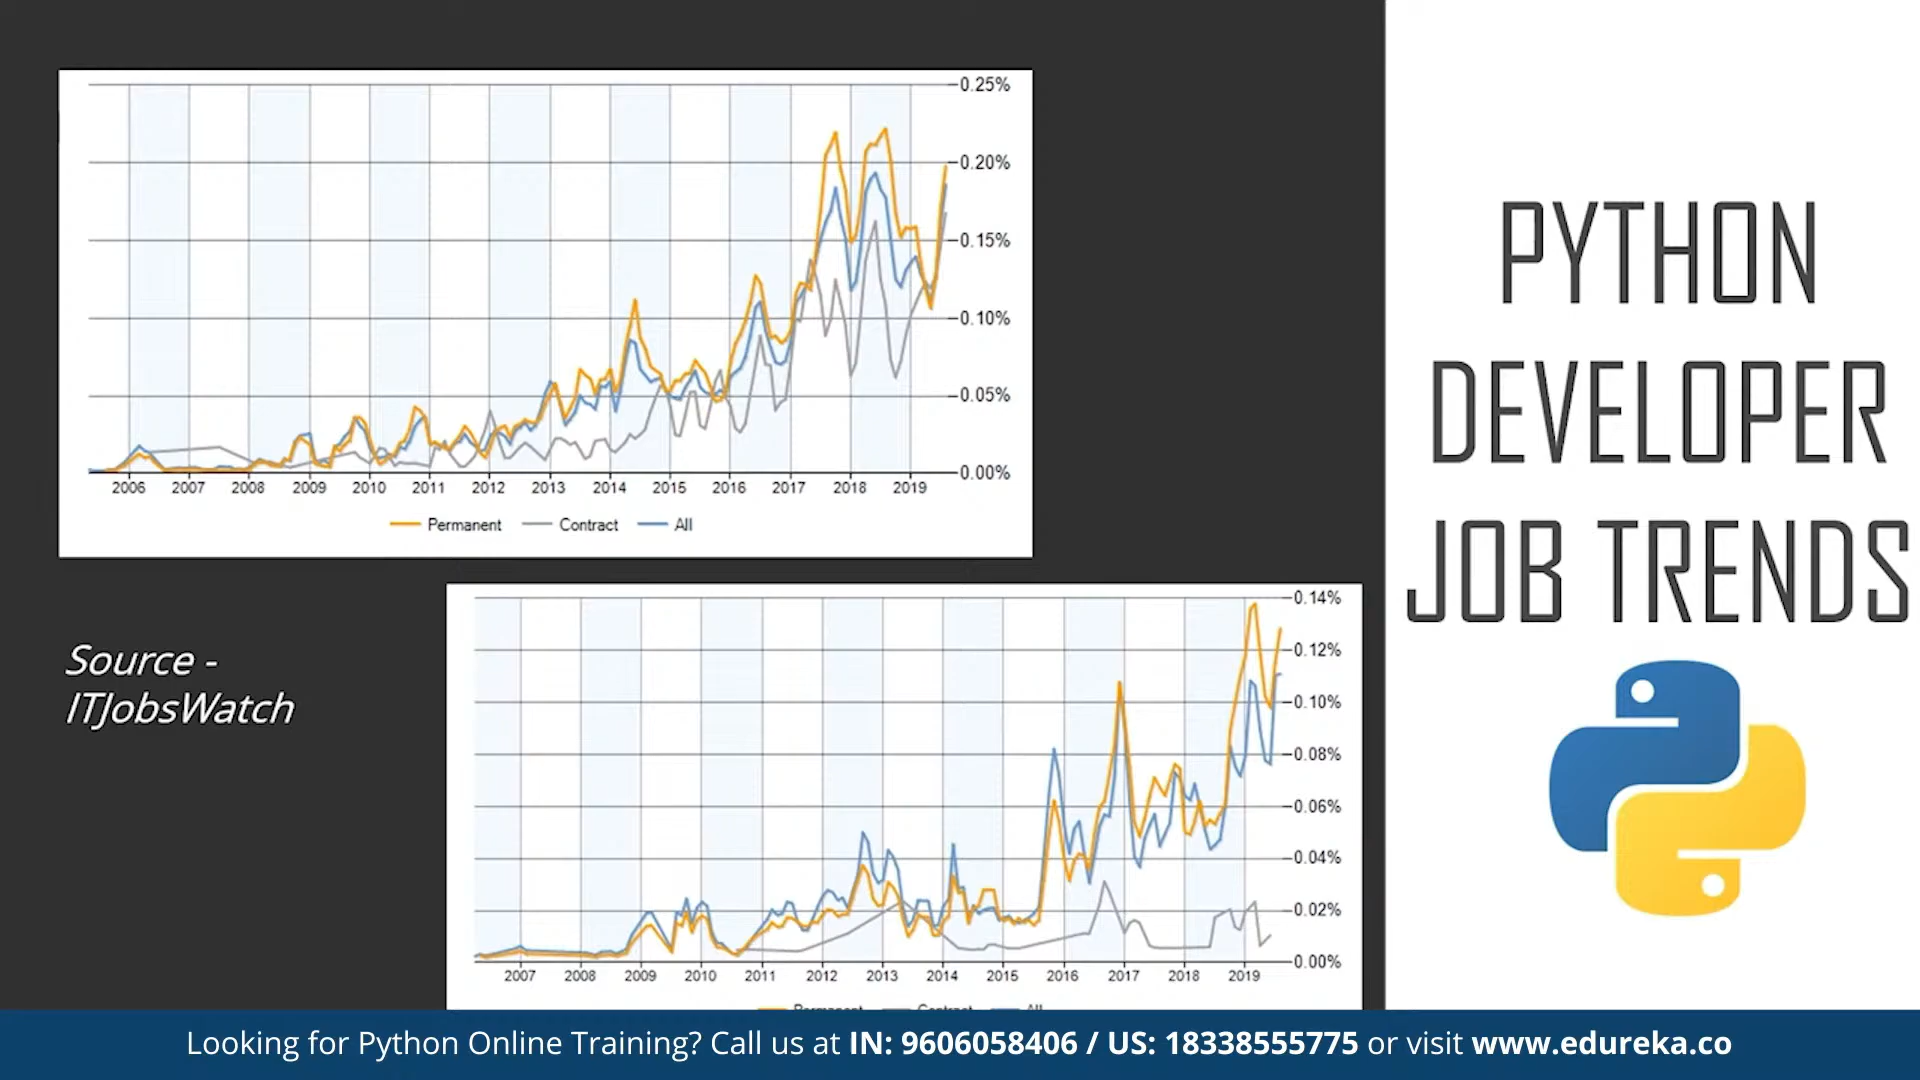 0.25%
0.20%
0.15%
0.10%
0.05%
0.00%
2006 2007 2008 2009 2010 2011 2012 2013 2014 2015 2016 2017 2018 2019
Permanent Contract All
PYTHON
DEVELOPER
JOB TRENDS
Source -
ITJobsWatch
0.14%
0.12%
0.10%
0.08%
0.06%
0.04%
0.02%
0.00%
2007 2008 2009 2010 2011 2012 2013 2014 2015 2016 2017 2018 2019
Permanent Contract All
Looking for Python Online Training? Call us at IN: 9606058406 / US: 18338555775 or visit www.edureka.co